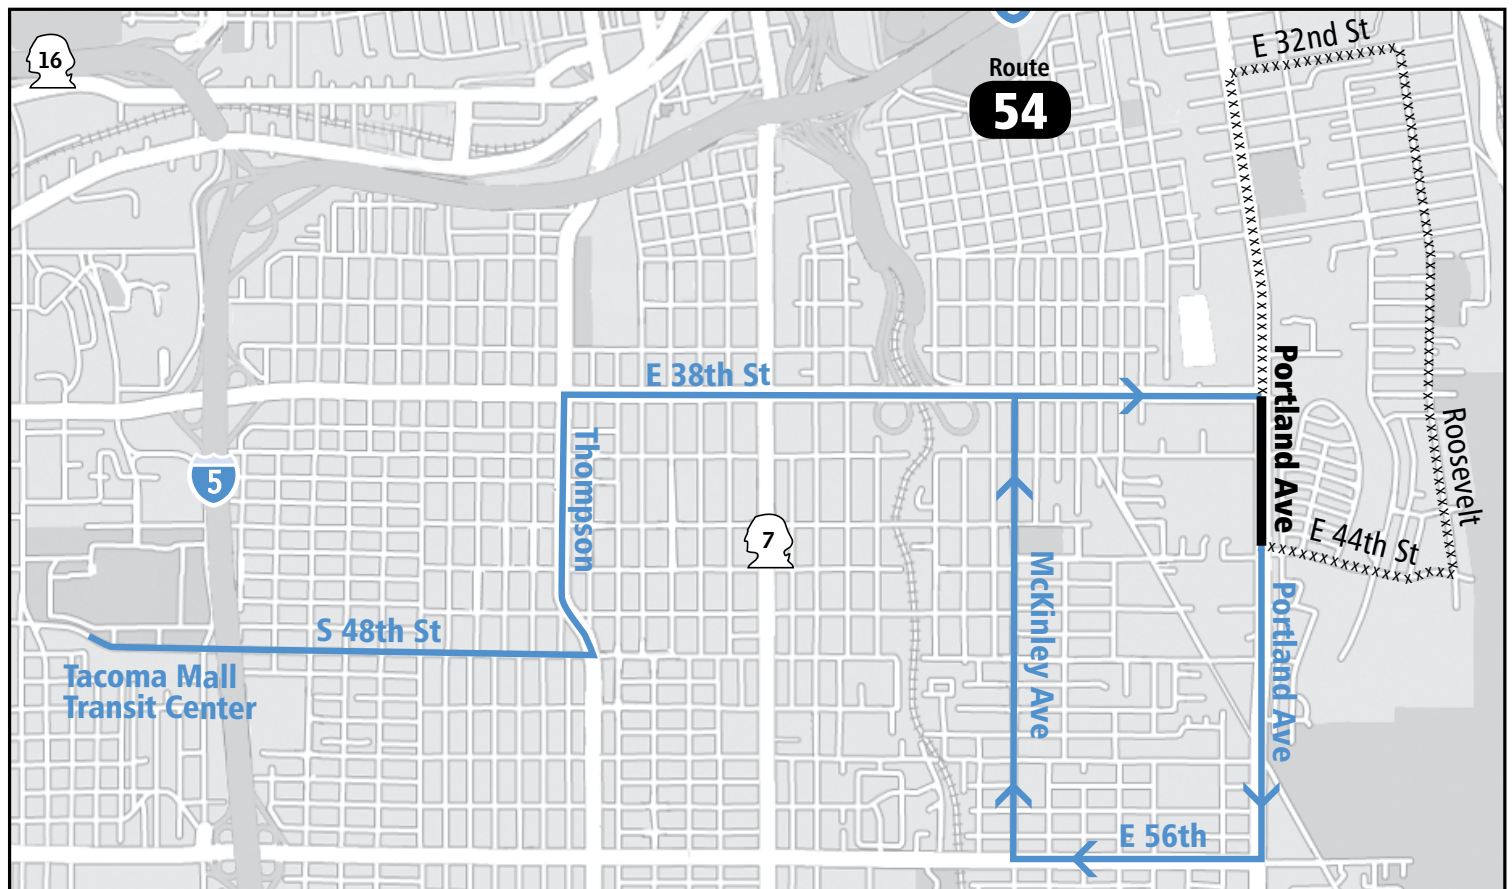 16
E 32nd St
Route
54
E 38th St
Portland Ave
Roosevelt
Thompson
5
7
E 44th St
McKinley Ave
Portland Ave
S 48th St
Tacoma Mall
Transit Center
E 56th